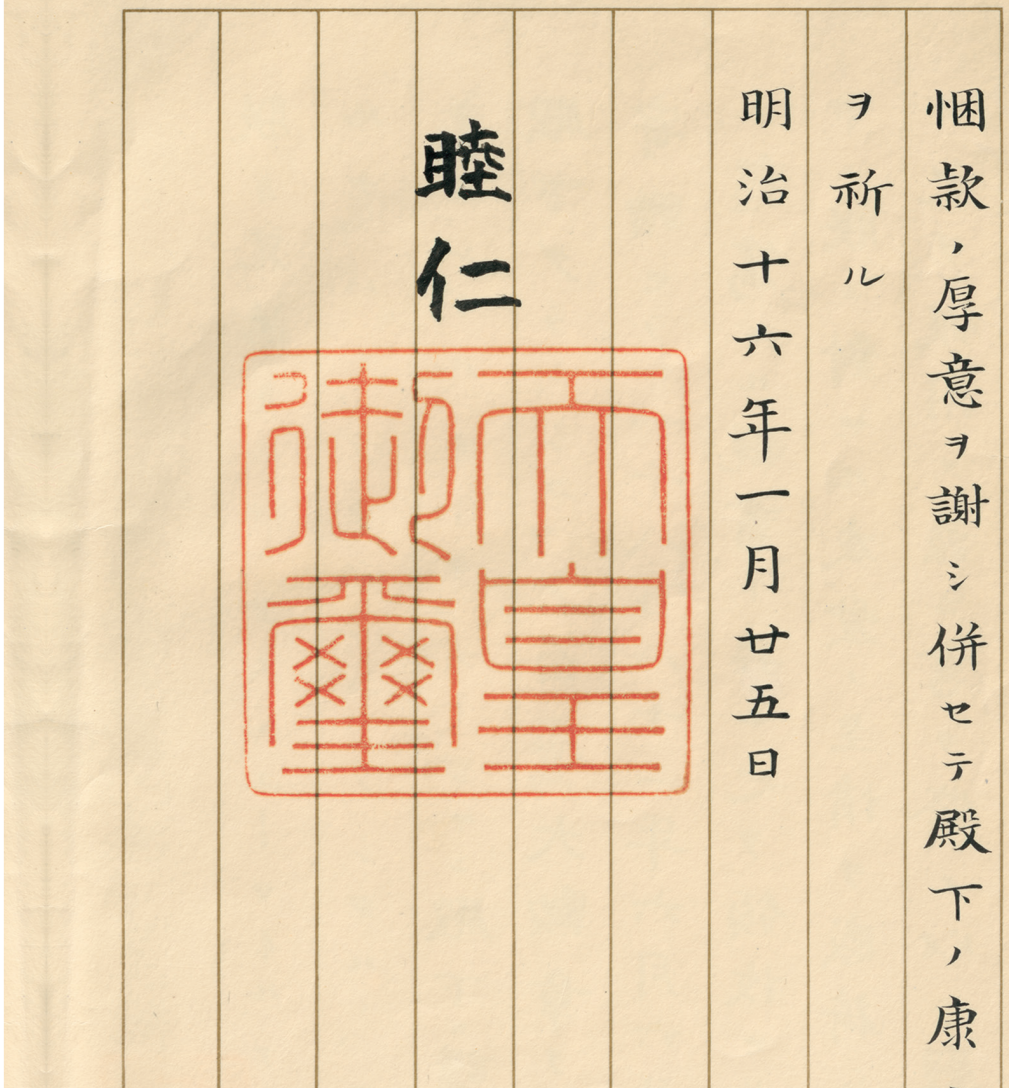 悃款ノ厚意ヲ謝シ併セテ殿下ノ康
ヲ祈ル
明治十六年一月廿五日
睦仁
天皇
御璽